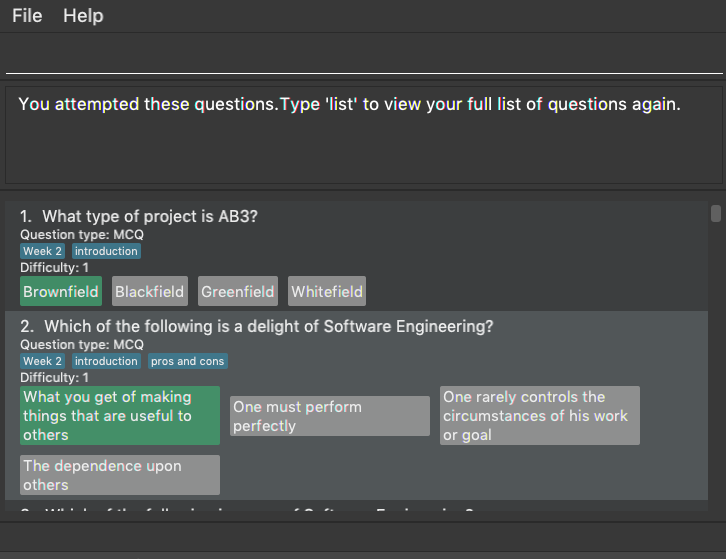 File Help
You attempted these questions.Type 'list' to view your full list of questions again.
1. What type of project is AB3?
Question type: MCQ
Week 2 introduction
Difficulty: 1
Brownfield Blackfield Greenfield Whitefield
2. Which of the following is a delight of Software Engineering?
Question type: MCQ
Week 2 introduction pros and cons
Difficulty: 1
What you get of making
things that are useful to
others
One must perform
perfectly
One rarely controls the
circumstances of his work
or goal
The dependence upon
others